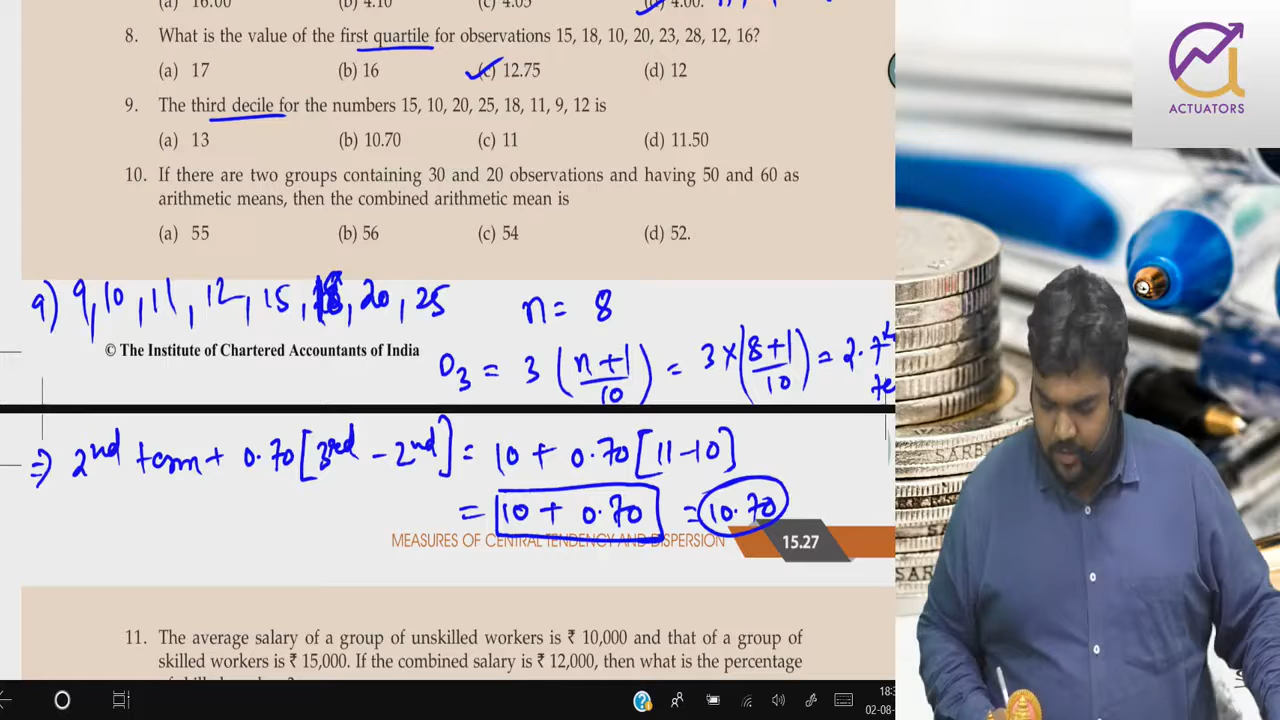 (a) 16.00 (b) 4.10 (c) 4.05 (d) 4.00.
8. What is the value of the first quartile for observations 15, 18, 10, 20, 23, 28, 12, 16?
(a) 17 (b) 16 (c) 12.75 (d) 12
9. The third decile for the numbers 15, 10, 20, 25, 18, 11, 9, 12 is
(a) 13 (b) 10.70 (c) 11 (d) 11.50
10. If there are two groups containing 30 and 20 observations and having 50 and 60 as
arithmetic means, then the combined arithmetic mean is
(a) 55 (b) 56 (c) 54 (d) 52.
9) 9, 10, 11, 12, 15, 18, 20, 25 n = 8
© The Institute of Chartered Accountants of India
D3 = 3 (n+1/10) = 3 × (8+1/10) = 2.7th te
=> 2nd term + 0.70 [3rd - 2nd] = 10 + 0.70 [11-10]
= 10 + 0.70 = 10.70
MEASURES OF CENTRAL TENDENCY AND DISPERSION 15.27
11. The average salary of a group of unskilled workers is ₹ 10,000 and that of a group of
skilled workers is ₹ 15,000. If the combined salary is ₹ 12,000, then what is the percentage
ACTUATORS
SARB
18:3
02-08-